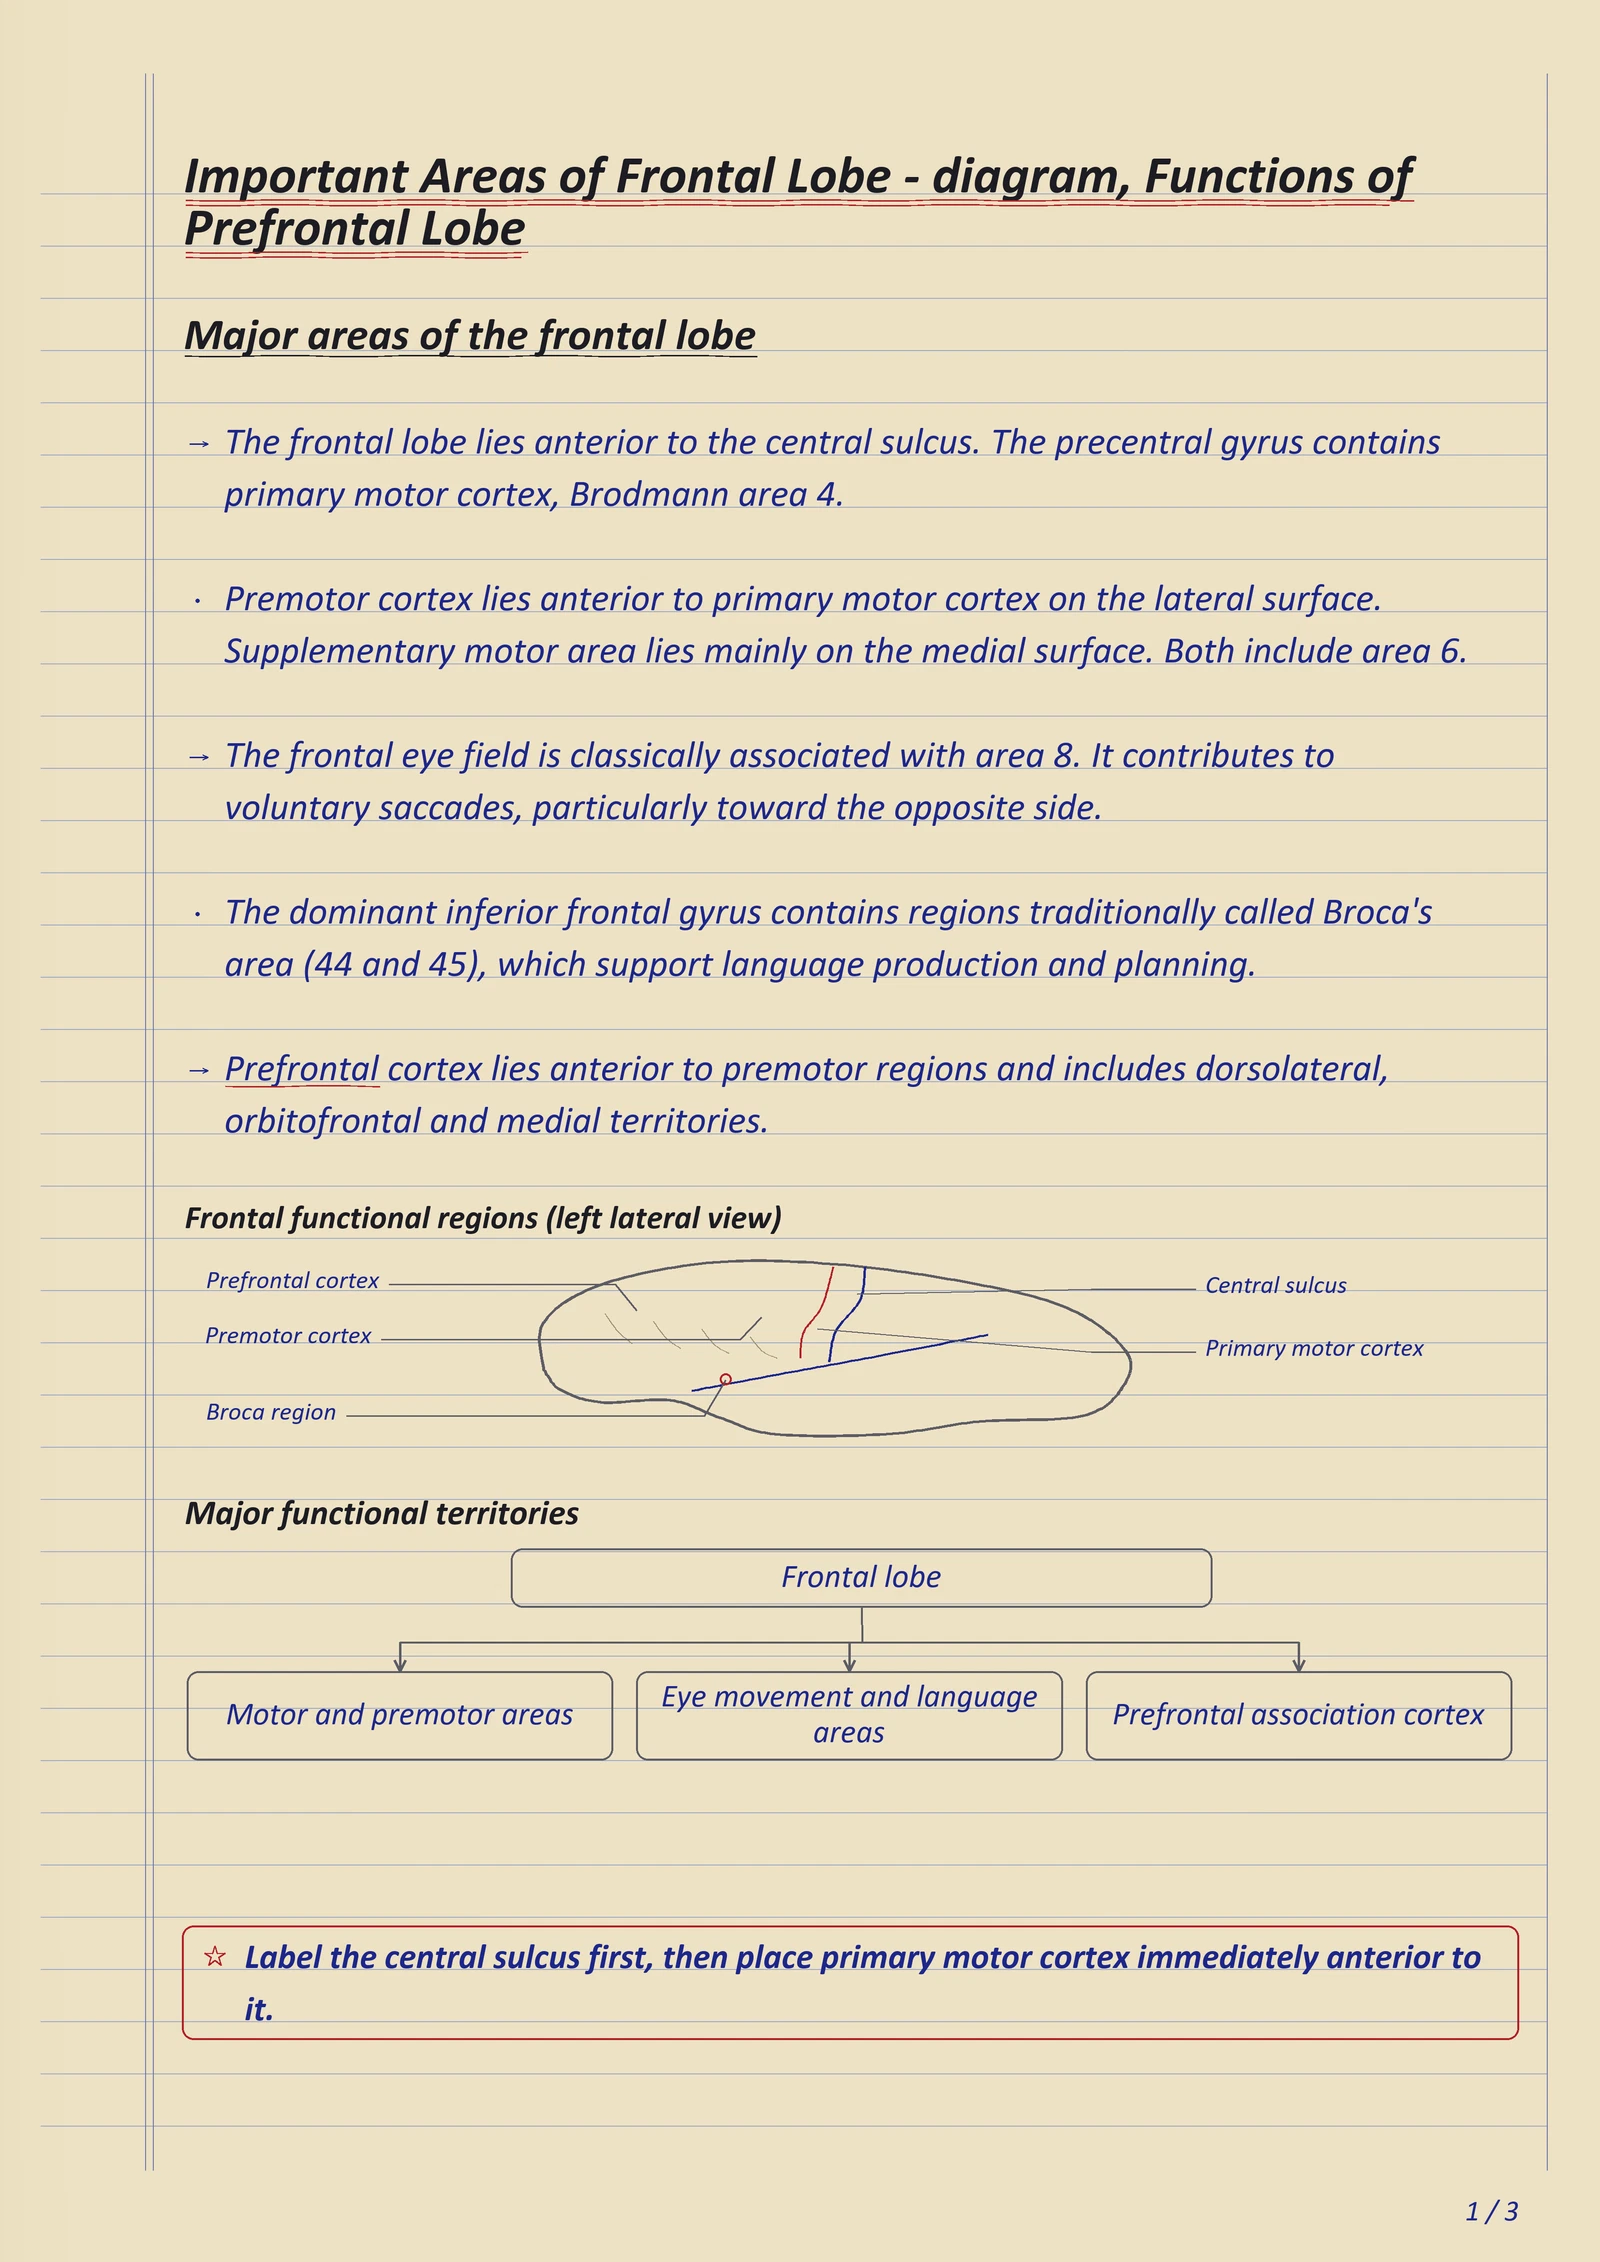 Important Areas of Frontal Lobe - diagram, Functions of
Prefrontal Lobe
Major areas of the frontal lobe
→ The frontal lobe lies anterior to the central sulcus. The precentral gyrus contains
primary motor cortex, Brodmann area 4.
· Premotor cortex lies anterior to primary motor cortex on the lateral surface.
Supplementary motor area lies mainly on the medial surface. Both include area 6.
→ The frontal eye field is classically associated with area 8. It contributes to
voluntary saccades, particularly toward the opposite side.
· The dominant inferior frontal gyrus contains regions traditionally called Broca's
area (44 and 45), which support language production and planning.
→ Prefrontal cortex lies anterior to premotor regions and includes dorsolateral,
orbitofrontal and medial territories.
Frontal functional regions (left lateral view)
Prefrontal cortex
Central sulcus
Premotor cortex
Primary motor cortex
Broca region
Major functional territories
Frontal lobe
Motor and premotor areas
Eye movement and language
areas
Prefrontal association cortex
☆ Label the central sulcus first, then place primary motor cortex immediately anterior to
it.
1 / 3